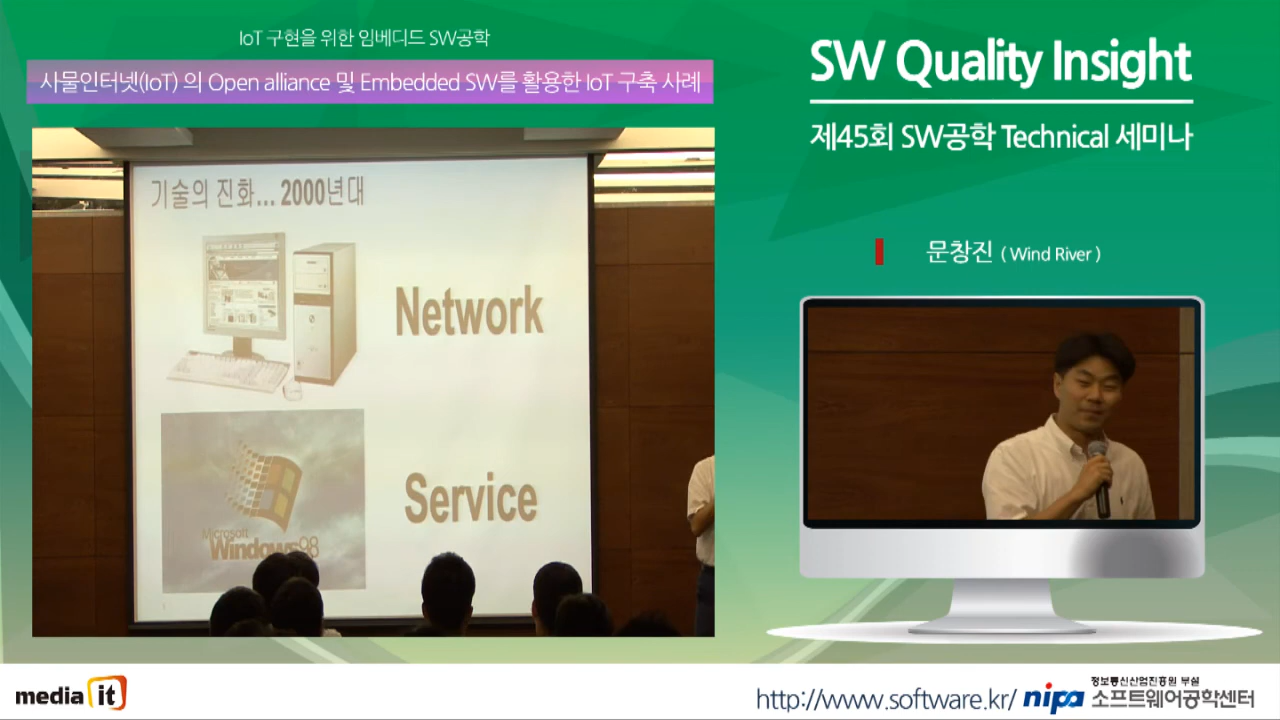 IoT 구현을 위한 임베디드 SW공학
사물인터넷(IoT) 의 Open alliance 및 Embedded SW를 활용한 IoT 구축 사례
SW Quality Insight
제45회 SW공학 Technical 세미나
문창진 ( Wind River )
기술의 진화... 2000년대
Network
Service
Microsoft
Windows98
media it
http://www.software.kr/
nipa
정보통신산업진흥원 부설
소프트웨어공학센터